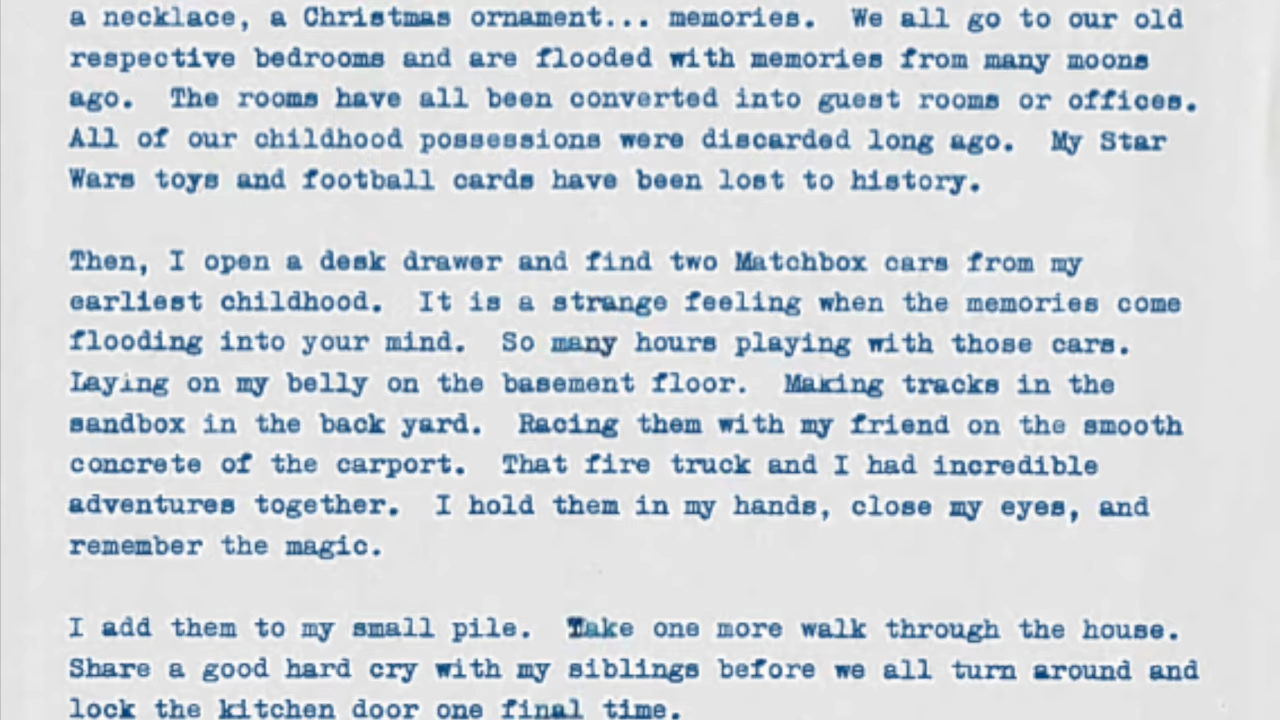 a necklace, a Christmas ornament... memories.  We all go to our old
respective bedrooms and are flooded with memories from many moons
ago.  The rooms have all been converted into guest rooms or offices.
All of our childhood possessions were discarded long ago.  My Star
Wars toys and football cards have been lost to history.

Then, I open a desk drawer and find two Matchbox cars from my
earliest childhood.  It is a strange feeling when the memories come
flooding into your mind.  So many hours playing with those cars.
Laying on my belly on the basement floor.  Making tracks in the
sandbox in the back yard.  Racing them with my friend on the smooth
concrete of the carport.  That fire truck and I had incredible
adventures together.  I hold them in my hands, close my eyes, and
remember the magic.

I add them to my small pile.  Take one more walk through the house.
Share a good hard cry with my siblings before we all turn around and
lock the kitchen door one final time.